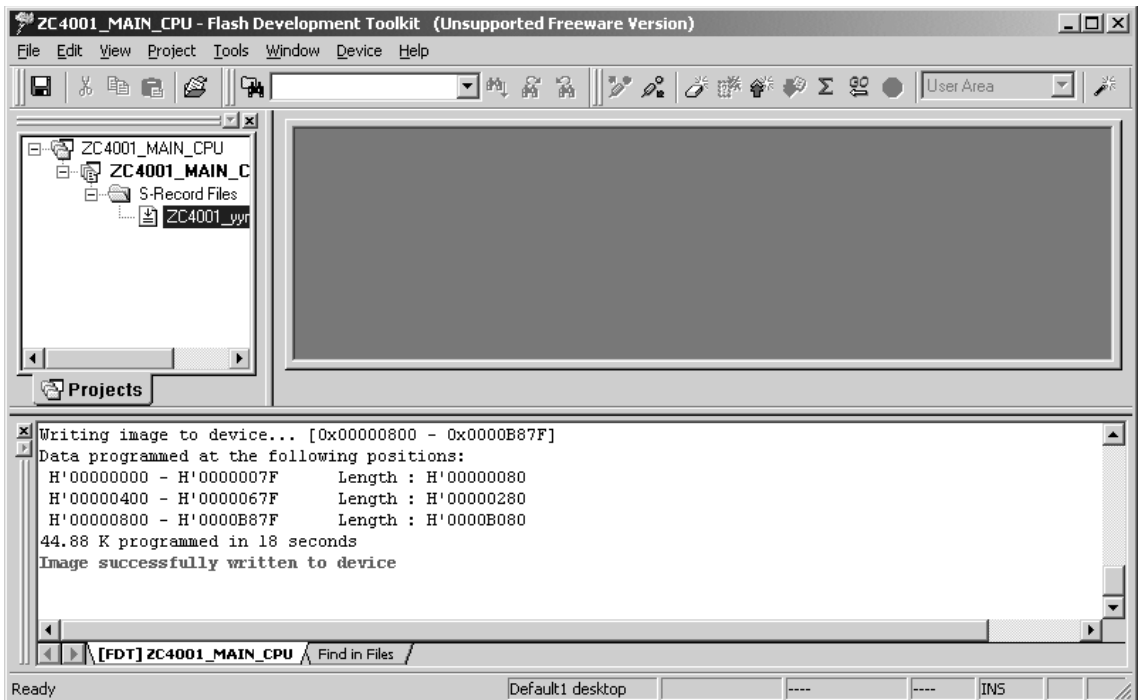 ZC4001_MAIN_CPU - Flash Development Toolkit (Unsupported Freeware Version)
File Edit View Project Tools Window Device Help
User Area
ZC4001_MAIN_CPU
ZC4001_MAIN_C
S-Record Files
ZC4001_yyr
Projects
Writing image to device... [0x00000800 - 0x0000B87F]
Data programmed at the following positions:
H'00000000 - H'0000007F Length : H'00000080
H'00000400 - H'0000067F Length : H'00000280
H'00000800 - H'0000B87F Length : H'0000B080
44.88 K programmed in 18 seconds
Image successfully written to device
[FDT] ZC4001_MAIN_CPU Find in Files
Ready Default1 desktop ---- ---- INS